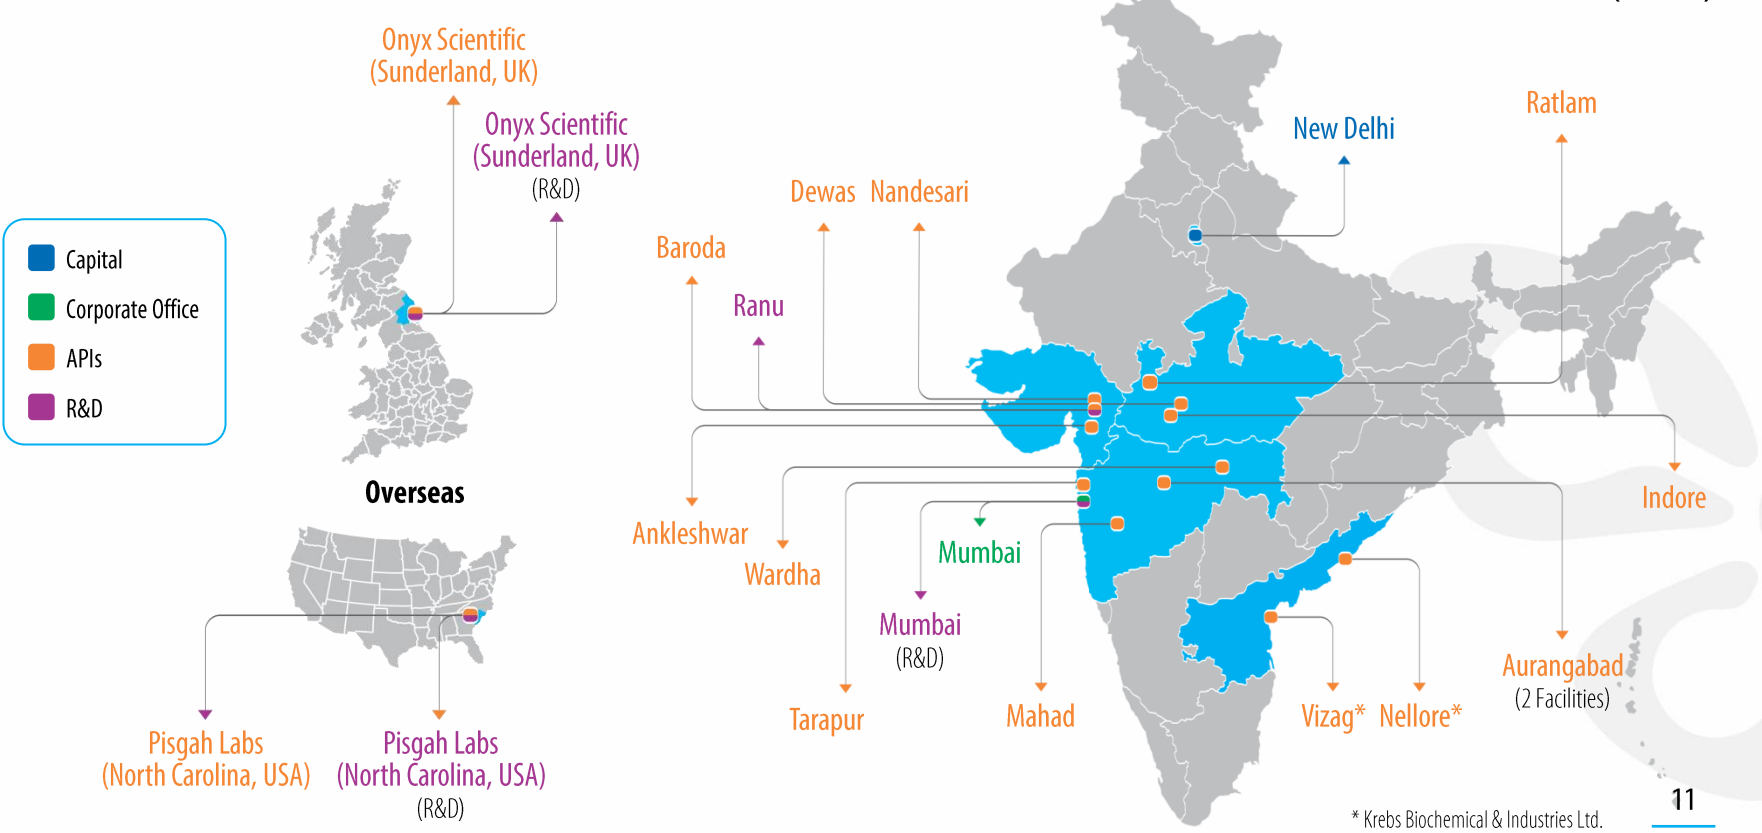 Onyx Scientific
(Sunderland, UK)
Onyx Scientific
(Sunderland, UK)
(R&D)
Capital
Corporate Office
APIs
R&D
Overseas
Pisgah Labs
(North Carolina, USA)
Pisgah Labs
(North Carolina, USA)
(R&D)
New Delhi
Ratlam
Dewas
Nandesari
Baroda
Ranu
Ankleshwar
Wardha
Mumbai
Mumbai
(R&D)
Tarapur
Mahad
Vizag*
Nellore*
Indore
Aurangabad
(2 Facilities)
* Krebs Biochemical & Industries Ltd.
11